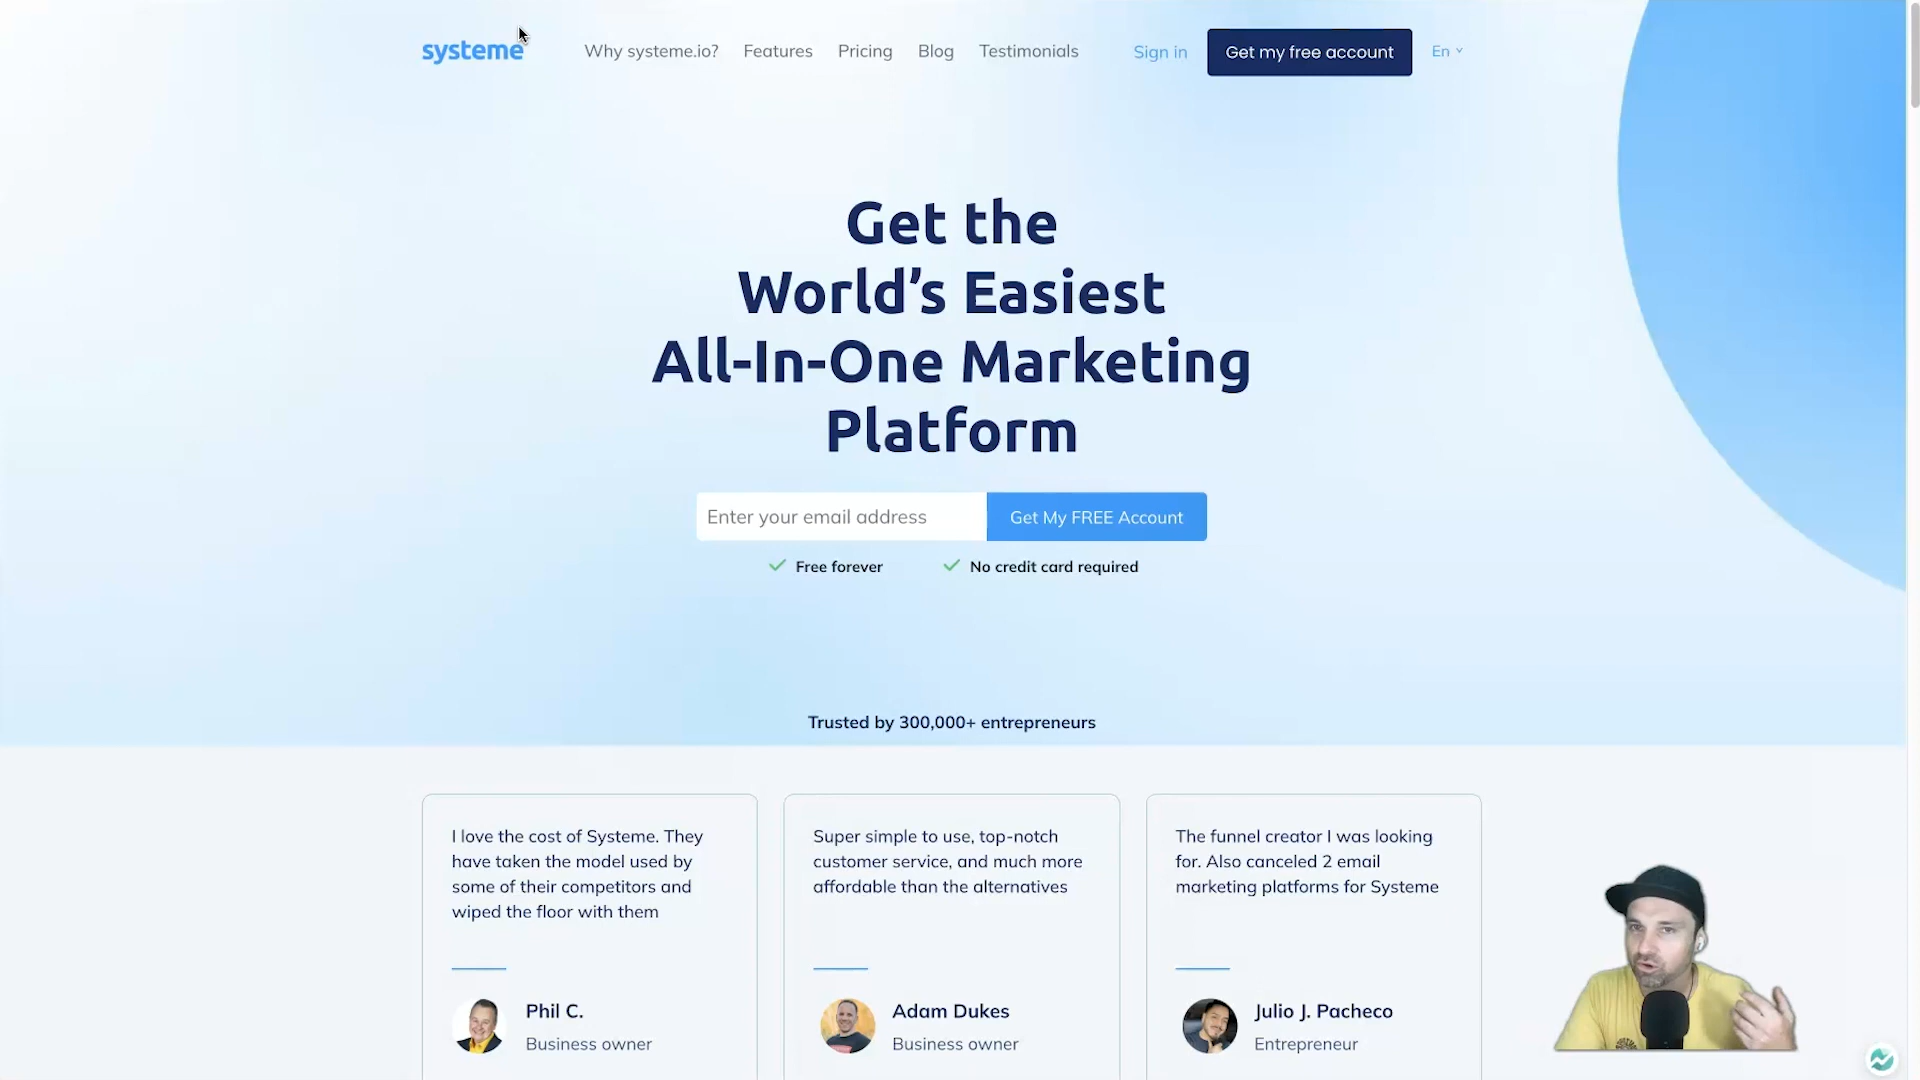 systeme
Why systeme.io?
Features
Pricing
Blog
Testimonials
Sign in
Get my free account
En
Get the
World’s Easiest
All-In-One Marketing
Platform
Enter your email address
Get My FREE Account
Free forever
No credit card required
Trusted by 300,000+ entrepreneurs
I love the cost of Systeme. They
have taken the model used by
some of their competitors and
wiped the floor with them
Phil C.
Business owner
Super simple to use, top-notch
customer service, and much more
affordable than the alternatives
Adam Dukes
Business owner
The funnel creator I was looking
for. Also canceled 2 email
marketing platforms for Systeme
Julio J. Pacheco
Entrepreneur